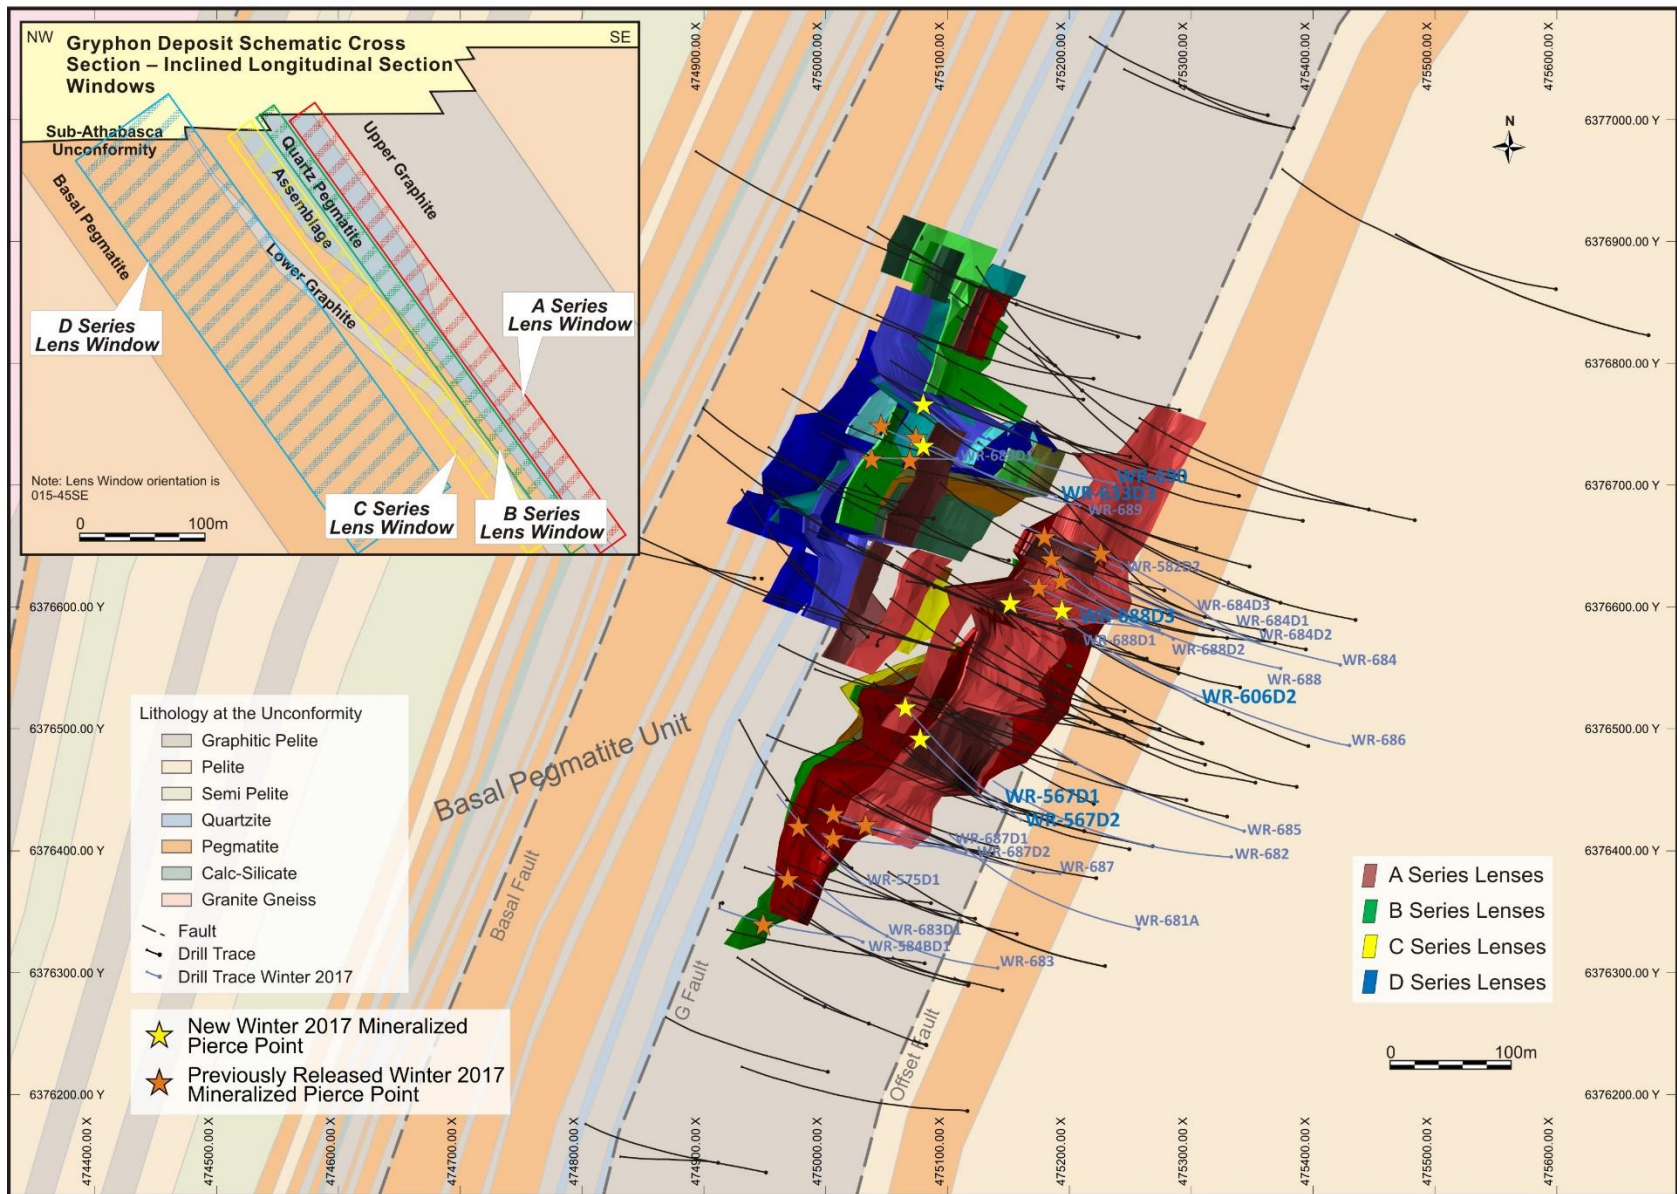 NW
SE
Gryphon Deposit Schematic Cross
Section – Inclined Longitudinal Section
Windows
Sub-Athabasca
Unconformity
Basal Pegmatite
Quartz Pegmatite
Assemblage
Upper Graphite
Lower Graphite
D Series
Lens Window
A Series
Lens Window
C Series
Lens Window
B Series
Lens Window
Note: Lens Window orientation is
015-45SE
0 100m
474900.00 X
475000.00 X
475100.00 X
475200.00 X
475300.00 X
475400.00 X
475500.00 X
475600.00 X
N
6377000.00 Y
6376900.00 Y
6376800.00 Y
6376700.00 Y
6376600.00 Y
6376500.00 Y
6376400.00 Y
6376300.00 Y
6376200.00 Y
6376600.00 Y
6376500.00 Y
6376400.00 Y
6376300.00 Y
6376200.00 Y
WR-690
WR-633D3
WR-689
WR-582D2
WR-684D3
WR-684D1
WR-684D2
WR-684
WR-688D3
WR-688D1
WR-688D2
WR-688
WR-606D2
WR-686
WR-567D1
WR-567D2
WR-685
WR-682
WR-687D1
WR-687D2
WR-687
WR-575D1
WR-681A
WR-683D1
WR-584BD1
WR-683
Basal Pegmatite Unit
Basal Fault
G Fault
Offset Fault
Lithology at the Unconformity
Graphitic Pelite
Pelite
Semi Pelite
Quartzite
Pegmatite
Calc-Silicate
Granite Gneiss
Fault
Drill Trace
Drill Trace Winter 2017
New Winter 2017 Mineralized
Pierce Point
Previously Released Winter 2017
Mineralized Pierce Point
A Series Lenses
B Series Lenses
C Series Lenses
D Series Lenses
0 100m
474400.00 X
474500.00 X
474600.00 X
474700.00 X
474800.00 X
474900.00 X
475000.00 X
475100.00 X
475200.00 X
475300.00 X
475400.00 X
475500.00 X
475600.00 X